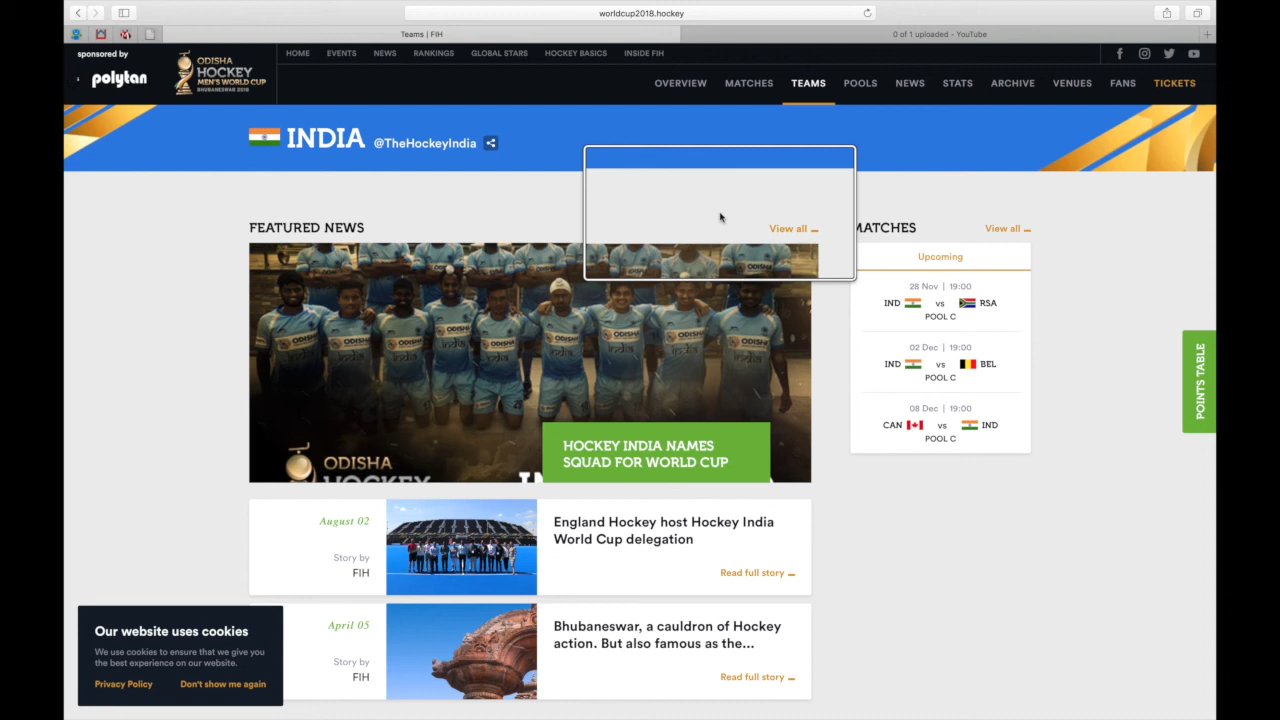 worldcup2018.hockey
Teams | FIH
0 of 1 uploaded - YouTube
sponsored by
polytan
ODISHA
HOCKEY
MEN'S WORLD CUP
BHUBANESWAR 2018
HOME EVENTS NEWS RANKINGS GLOBAL STARS HOCKEY BASICS INSIDE FIH
OVERVIEW MATCHES TEAMS POOLS NEWS STATS ARCHIVE VENUES FANS TICKETS
INDIA @TheHockeyIndia
FEATURED NEWS
View all
MATCHES
View all
ODISHA
HOCKEY
HOCKEY INDIA NAMES
SQUAD FOR WORLD CUP
Upcoming
28 Nov | 19:00
IND vs RSA
POOL C
02 Dec | 19:00
IND vs BEL
POOL C
08 Dec | 19:00
CAN vs IND
POOL C
POINTS TABLE
August 02
Story by
FIH
England Hockey host Hockey India
World Cup delegation
Read full story
April 05
Story by
FIH
Bhubaneswar, a cauldron of Hockey
action. But also famous as the...
Read full story
Our website uses cookies
We use cookies to ensure that we give you
the best experience on our website.
Privacy Policy Don't show me again